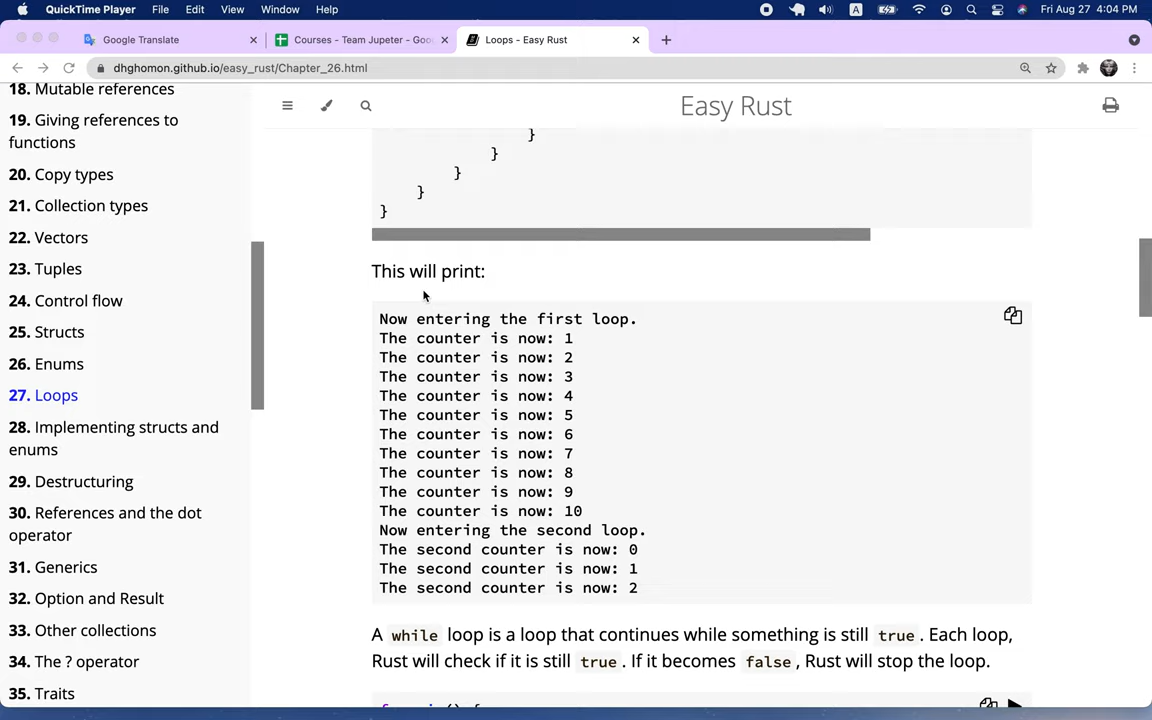 QuickTime Player File Edit View Window Help A Fri Aug 27 4:04 PM
Google Translate Courses - Team Jupeter - Goo Loops - Easy Rust
dhghomon.github.io/easy_rust/Chapter_26.html
18. Mutable references
19. Giving references to
functions
20. Copy types
21. Collection types
22. Vectors
23. Tuples
24. Control flow
25. Structs
26. Enums
27. Loops
28. Implementing structs and
enums
29. Destructuring
30. References and the dot
operator
31. Generics
32. Option and Result
33. Other collections
34. The ? operator
35. Traits
Easy Rust
}
}
}
}
}
This will print:
Now entering the first loop.
The counter is now: 1
The counter is now: 2
The counter is now: 3
The counter is now: 4
The counter is now: 5
The counter is now: 6
The counter is now: 7
The counter is now: 8
The counter is now: 9
The counter is now: 10
Now entering the second loop.
The second counter is now: 0
The second counter is now: 1
The second counter is now: 2
A while loop is a loop that continues while something is still true. Each loop,
Rust will check if it is still true. If it becomes false, Rust will stop the loop.